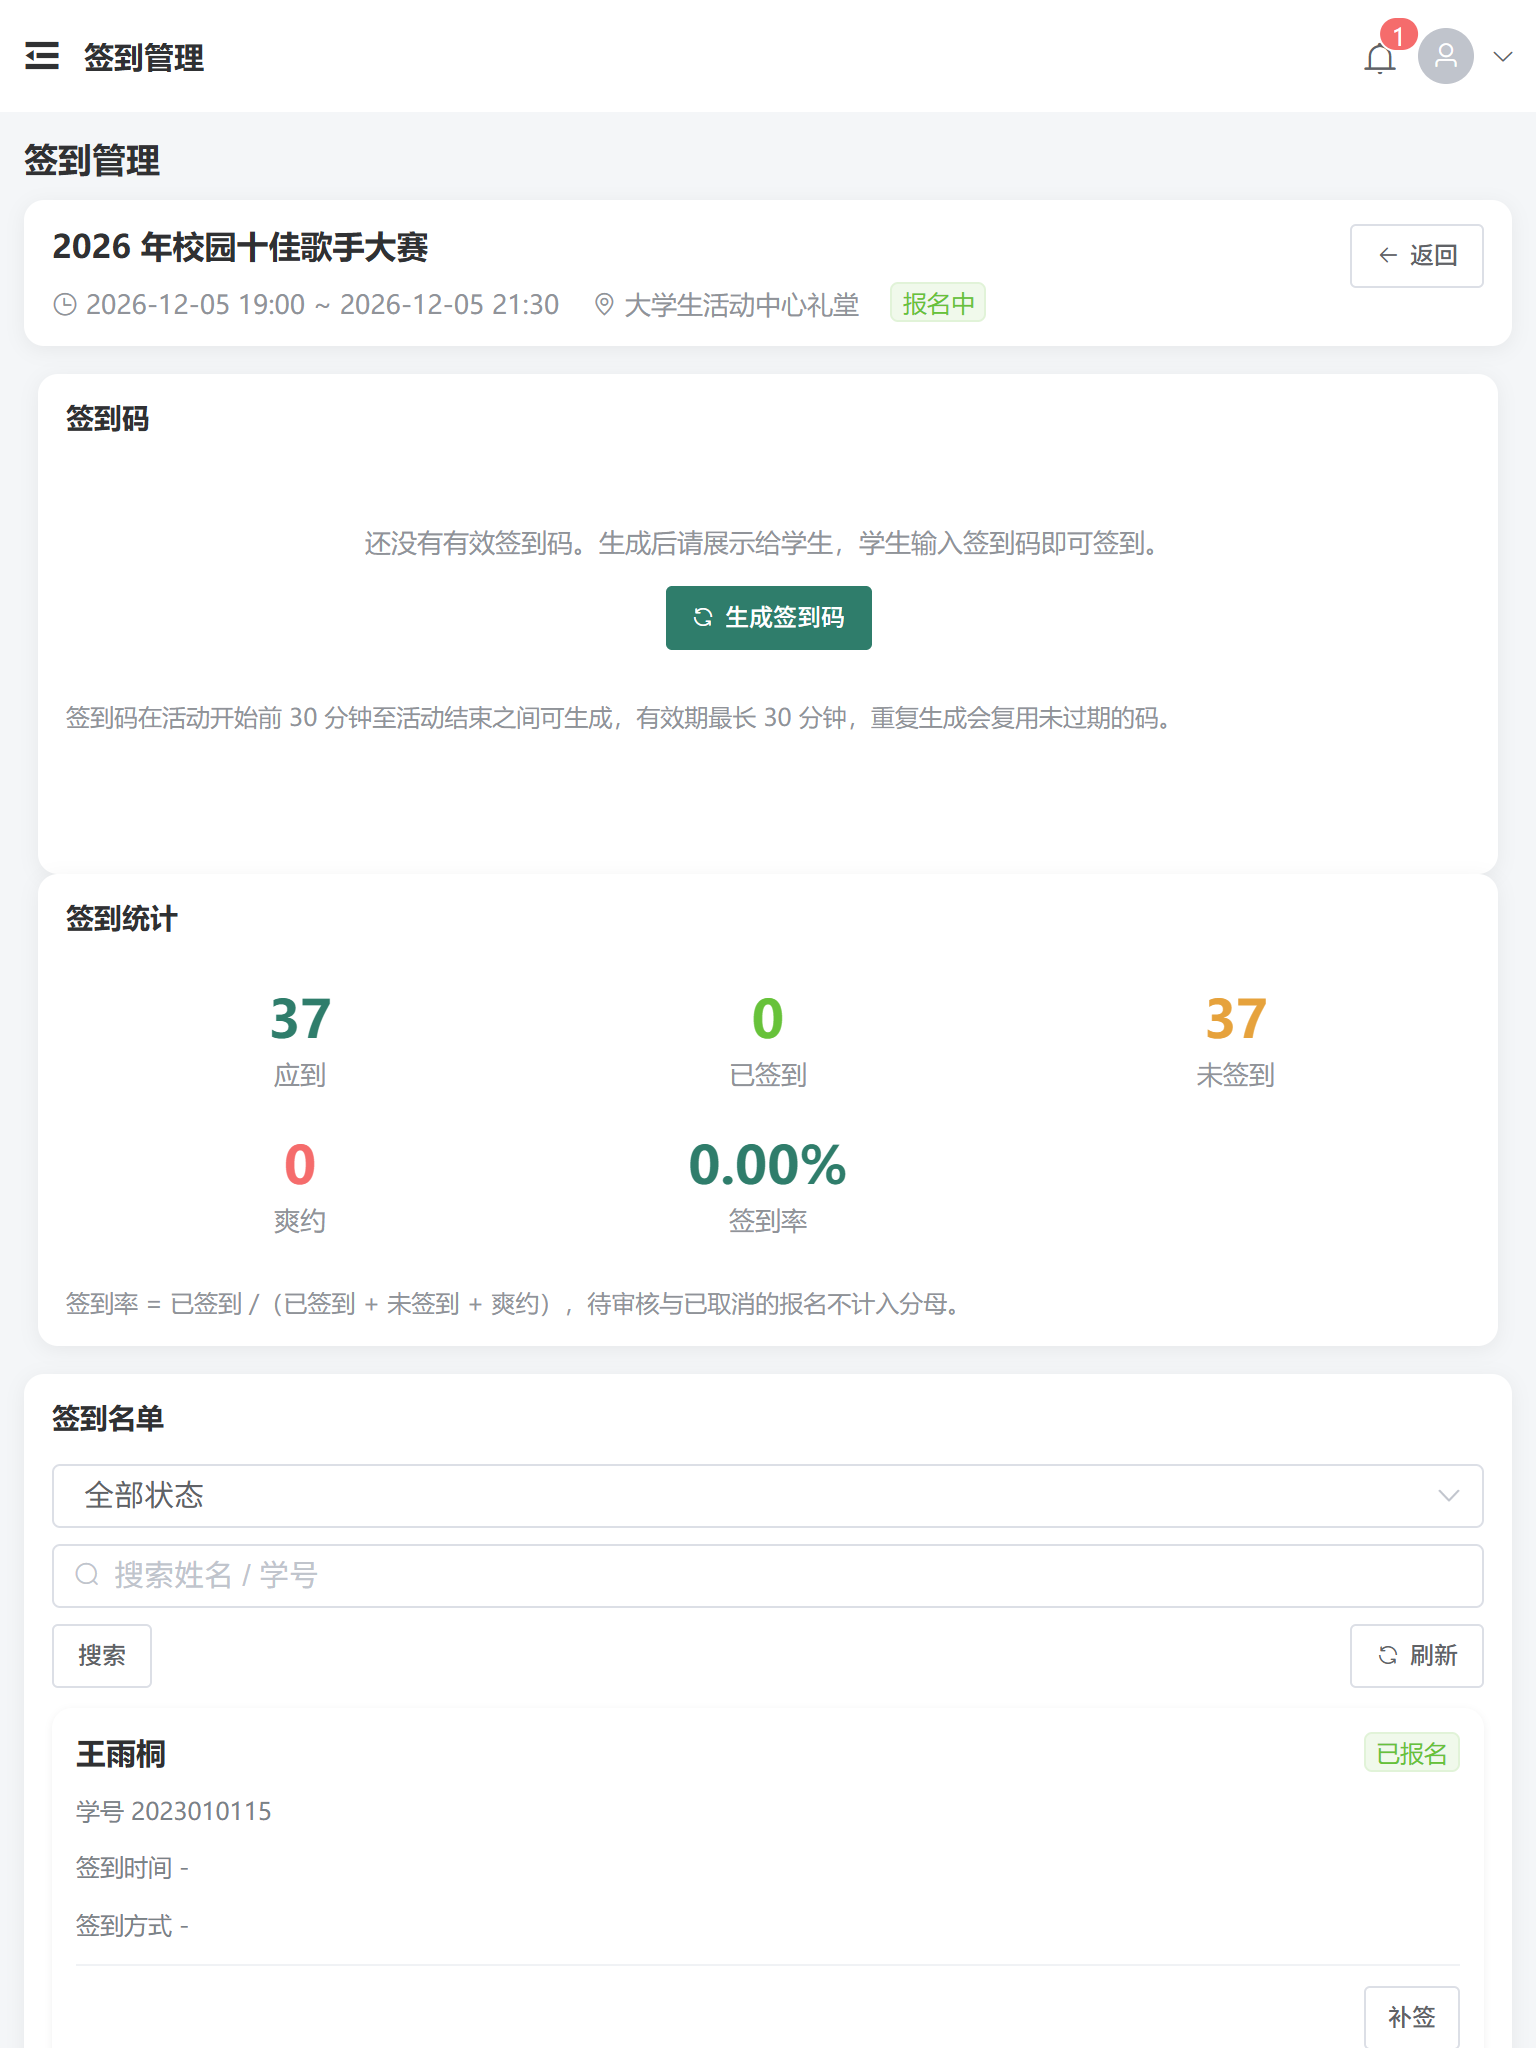 签到管理
1
签到管理
2026 年校园十佳歌手大赛
返回
2026-12-05 19:00 ~ 2026-12-05 21:30
大学生活动中心礼堂
报名中
签到码
还没有有效签到码。生成后请展示给学生，学生输入签到码即可签到。
生成签到码
签到码在活动开始前 30 分钟至活动结束之间可生成，有效期最长 30 分钟，重复生成会复用未过期的码。
签到统计
37
应到
0
已签到
37
未签到
0
爽约
0.00%
签到率
签到率 = 已签到 /（已签到 + 未签到 + 爽约），待审核与已取消的报名不计入分母。
签到名单
全部状态
搜索姓名 / 学号
搜索
刷新
王雨桐
已报名
学号 2023010115
签到时间 -
签到方式 -
补签